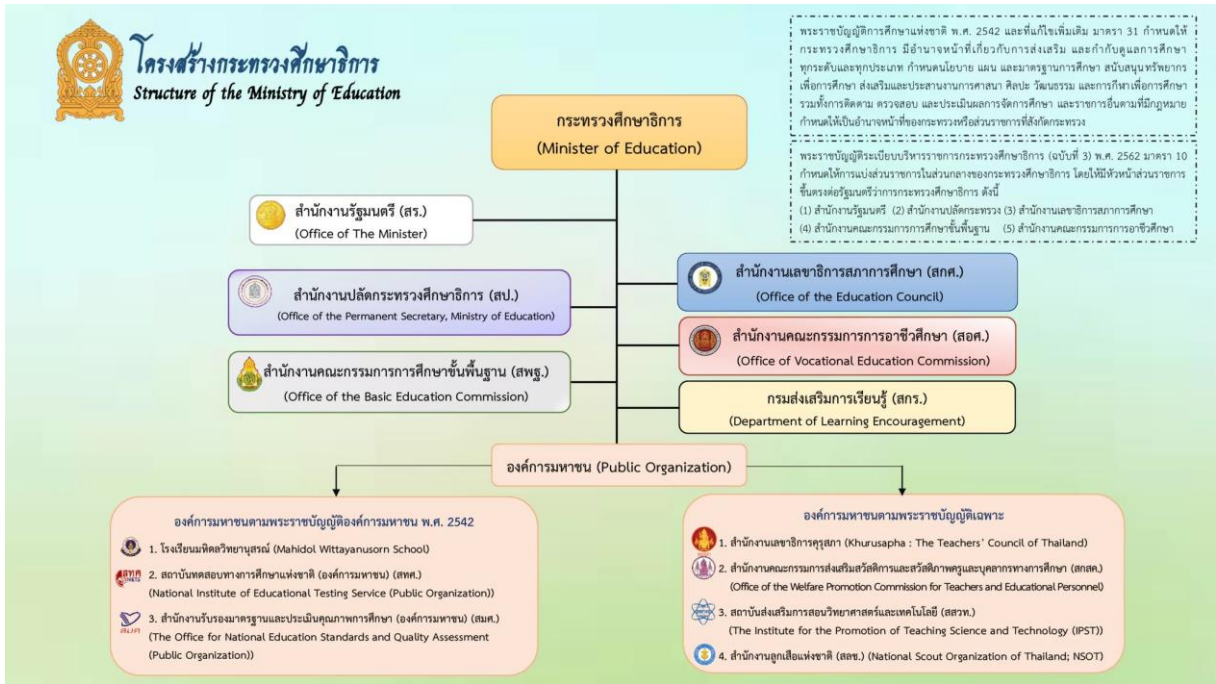 โครงสร้างกระทรวงศึกษาธิการ
Structure of the Ministry of Education
พระราชบัญญัติการศึกษาแห่งชาติ พ.ศ. 2542 และที่แก้ไขเพิ่มเติม มาตรา 31 กำหนดให้
กระทรวงศึกษาธิการ มีอำนาจหน้าที่เกี่ยวกับการส่งเสริม และกำกับดูแลการศึกษา
ทุกระดับและทุกประเภท กำหนดนโยบาย แผน และมาตรฐานการศึกษา สนับสนุนทรัพยากร
เพื่อการศึกษา ส่งเสริมและประสานงานการศาสนา ศิลปะ วัฒนธรรม และการกีฬาเพื่อการศึกษา
รวมทั้งการติดตาม ตรวจสอบ และประเมินผลการจัดการศึกษา และราชการอื่นตามที่มีกฎหมาย
กำหนดให้เป็นอำนาจหน้าที่ของกระทรวงหรือส่วนราชการที่สังกัดกระทรวง
พระราชบัญญัติระเบียบบริหารราชการกระทรวงศึกษาธิการ (ฉบับที่ 3) พ.ศ. 2562 มาตรา 10
กำหนดให้การแบ่งส่วนราชการในส่วนกลางของกระทรวงศึกษาธิการ โดยให้มีหัวหน้าส่วนราชการ
ขึ้นตรงต่อรัฐมนตรีว่าการกระทรวงศึกษาธิการ ดังนี้
(1) สำนักงานรัฐมนตรี (2) สำนักงานปลัดกระทรวง (3) สำนักงานเลขาธิการสภาการศึกษา
(4) สำนักงานคณะกรรมการการศึกษาขั้นพื้นฐาน (5) สำนักงานคณะกรรมการการอาชีวศึกษา
กระทรวงศึกษาธิการ
(Minister of Education)
สำนักงานรัฐมนตรี (สร.)
(Office of The Minister)
สำนักงานปลัดกระทรวงศึกษาธิการ (สป.)
(Office of the Permanent Secretary, Ministry of Education)
สำนักงานเลขาธิการสภาการศึกษา (สกศ.)
(Office of the Education Council)
สำนักงานคณะกรรมการการอาชีวศึกษา (สอศ.)
(Office of Vocational Education Commission)
สำนักงานคณะกรรมการการศึกษาขั้นพื้นฐาน (สพฐ.)
(Office of the Basic Education Commission)
กรมส่งเสริมการเรียนรู้ (สกร.)
(Department of Learning Encouragement)
องค์การมหาชน (Public Organization)
องค์การมหาชนตามพระราชบัญญัติองค์การมหาชน พ.ศ. 2542
1. โรงเรียนมหิดลวิทยานุสรณ์ (Mahidol Wittayanusorn School)
สทศ
2. สถาบันทดสอบทางการศึกษาแห่งชาติ (องค์การมหาชน) (สทศ.)
(National Institute of Educational Testing Service (Public Organization))
สมศ
3. สำนักงานรับรองมาตรฐานและประเมินคุณภาพการศึกษา (องค์การมหาชน) (สมศ.)
(The Office for National Education Standards and Quality Assessment
(Public Organization))
องค์การมหาชนตามพระราชบัญญัติเฉพาะ
1. สำนักงานเลขาธิการคุรุสภา (Khurusapha : The Teachers' Council of Thailand)
2. สำนักงานคณะกรรมการส่งเสริมสวัสดิการและสวัสดิภาพครูและบุคลากรทางการศึกษา (สกสค.)
(Office of the Welfare Promotion Commission for Teachers and Educational Personnel)
3. สถาบันส่งเสริมการสอนวิทยาศาสตร์และเทคโนโลยี (สสวท.)
(The Institute for the Promotion of Teaching Science and Technology (IPST))
4. สำนักงานลูกเสือแห่งชาติ (สลช.) (National Scout Organization of Thailand; NSOT)